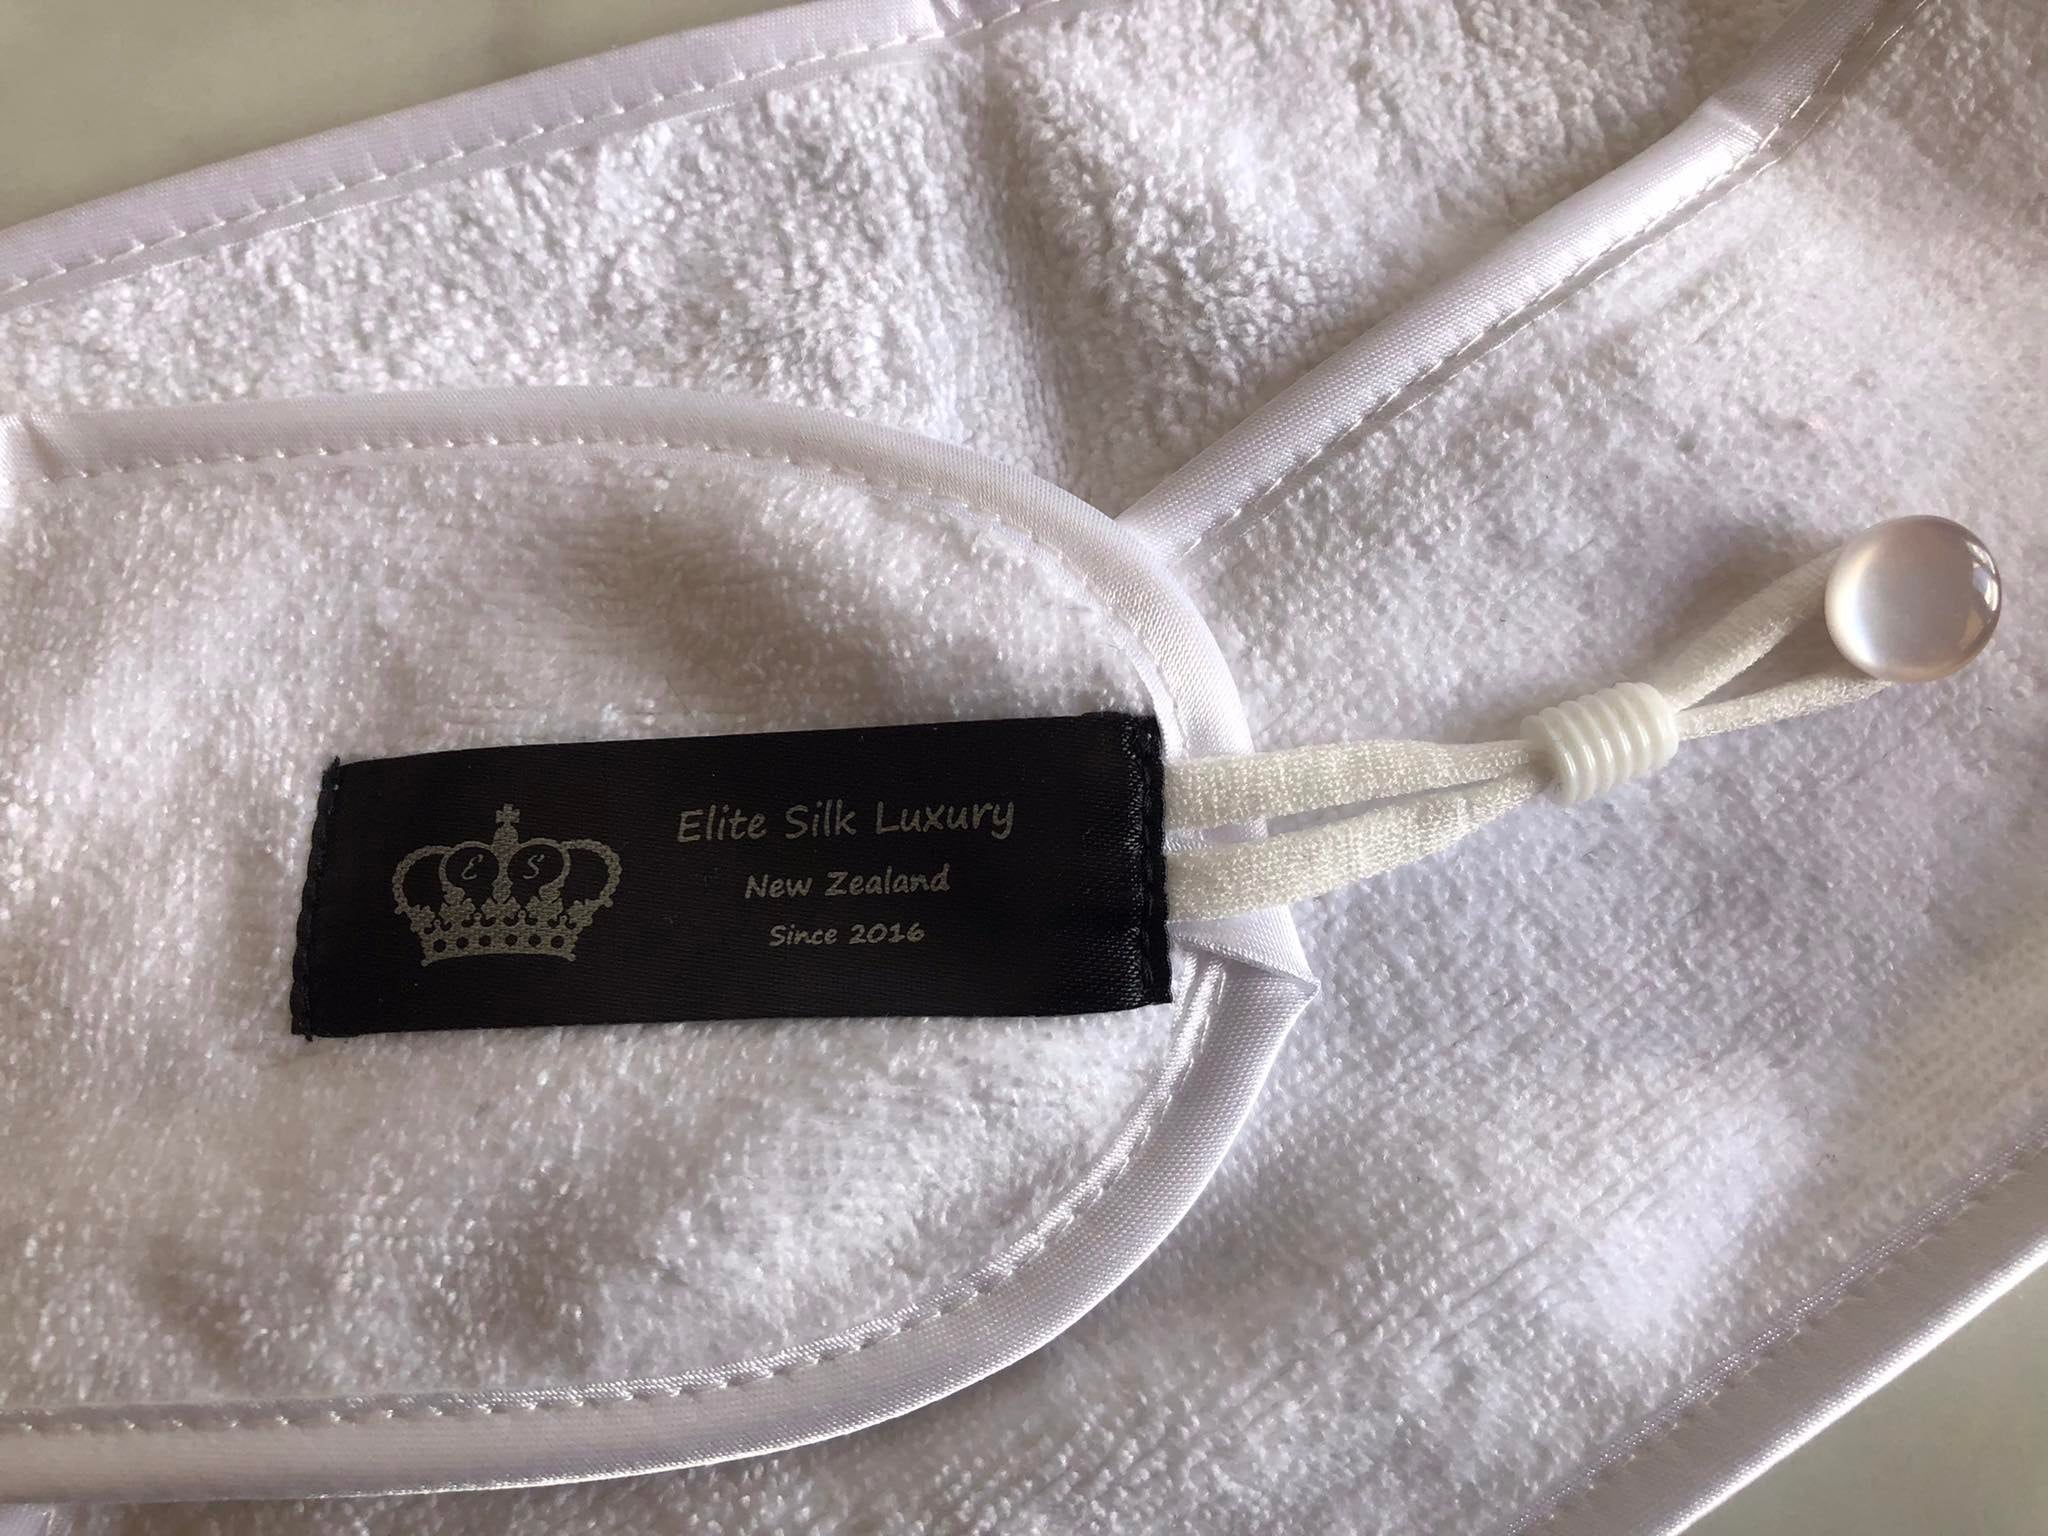 E S
Elite Silk Luxury
New Zealand
Since 2016